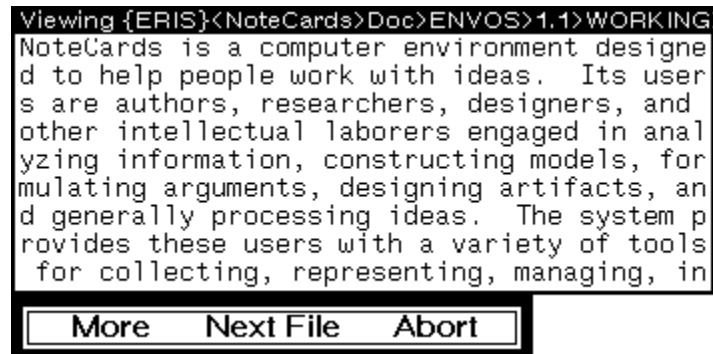 Viewing {ERIS}<NoteCards>Doc>ENVOS>1.1>WORKING
NoteCards is a computer environment designe
d to help people work with ideas.  Its user
s are authors, researchers, designers, and
other intellectual laborers engaged in anal
yzing information, constructing models, for
mulating arguments, designing artifacts, an
d generally processing ideas.  The system p
rovides these users with a variety of tools
 for collecting, representing, managing, in
More Next File Abort